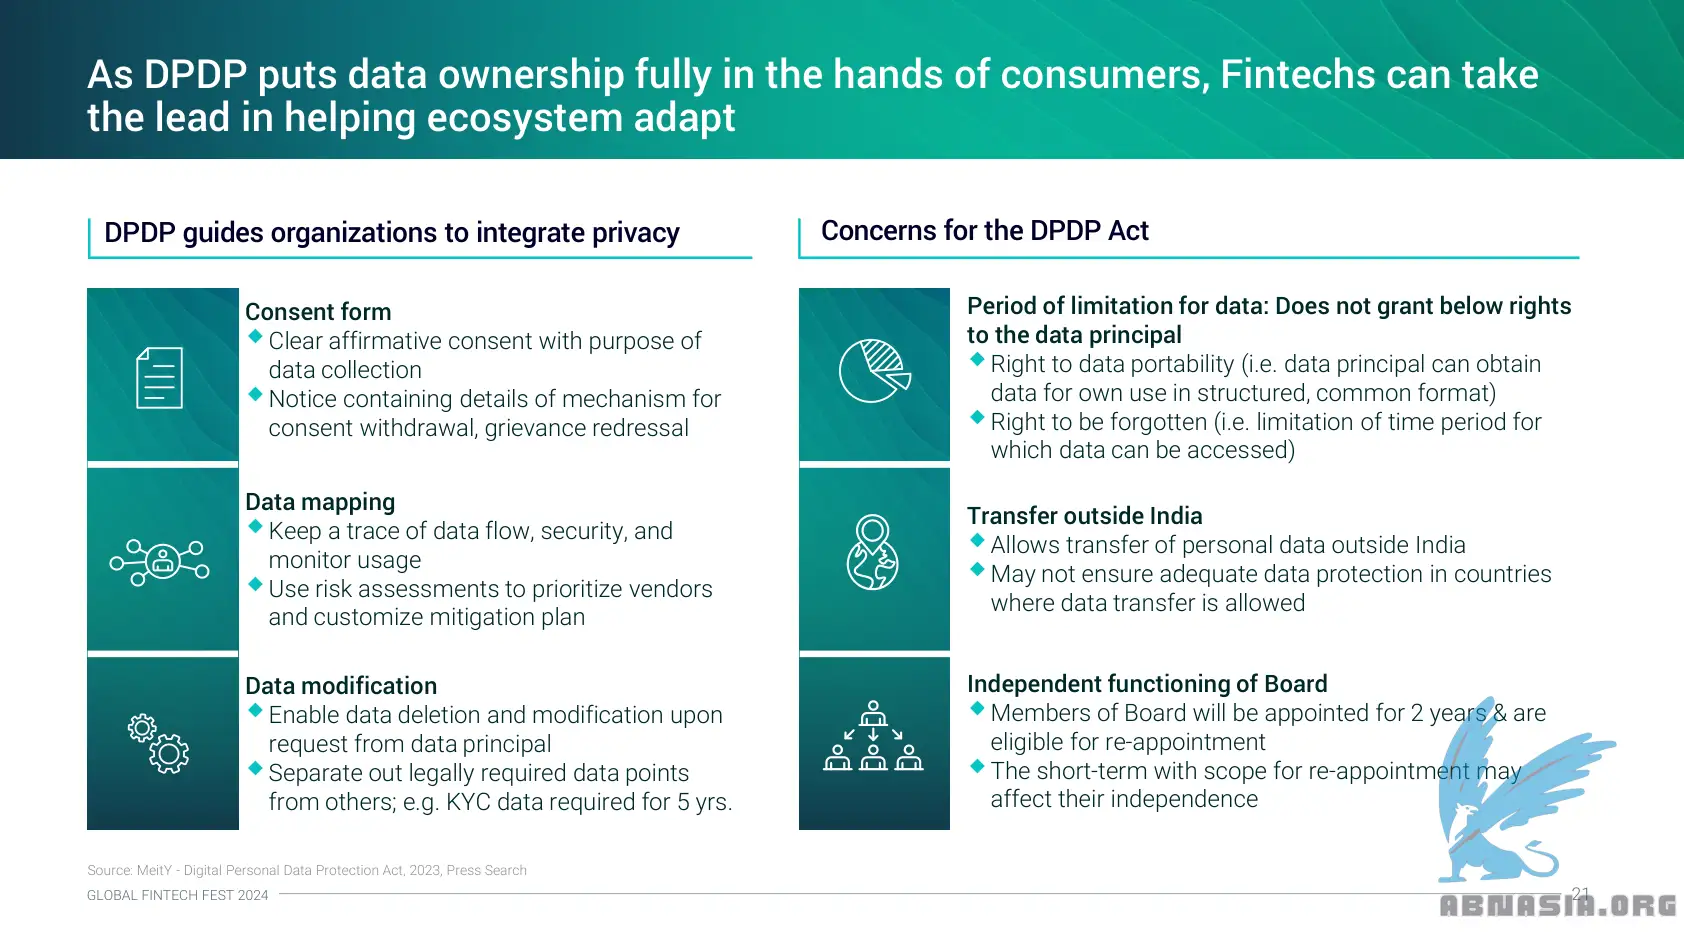 As DPDP puts data ownership fully in the hands of consumers, Fintechs can take
the lead in helping ecosystem adapt
DPDP guides organizations to integrate privacy
Consent form
Clear affirmative consent with purpose of
data collection
Notice containing details of mechanism for
consent withdrawal, grievance redressal
Data mapping
Keep a trace of data flow, security, and
monitor usage
Use risk assessments to prioritize vendors
and customize mitigation plan
Data modification
Enable data deletion and modification upon
request from data principal
Separate out legally required data points
from others; e.g. KYC data required for 5 yrs.
Concerns for the DPDP Act
Period of limitation for data: Does not grant below rights
to the data principal
Right to data portability (i.e. data principal can obtain
data for own use in structured, common format)
Right to be forgotten (i.e. limitation of time period for
which data can be accessed)
Transfer outside India
Allows transfer of personal data outside India
May not ensure adequate data protection in countries
where data transfer is allowed
Independent functioning of Board
Members of Board will be appointed for 2 years & are
eligible for re-appointment
The short-term with scope for re-appointment may
affect their independence
Source: MeitY - Digital Personal Data Protection Act, 2023, Press Search
GLOBAL FINTECH FEST 2024
21
ABNASIA.ORG